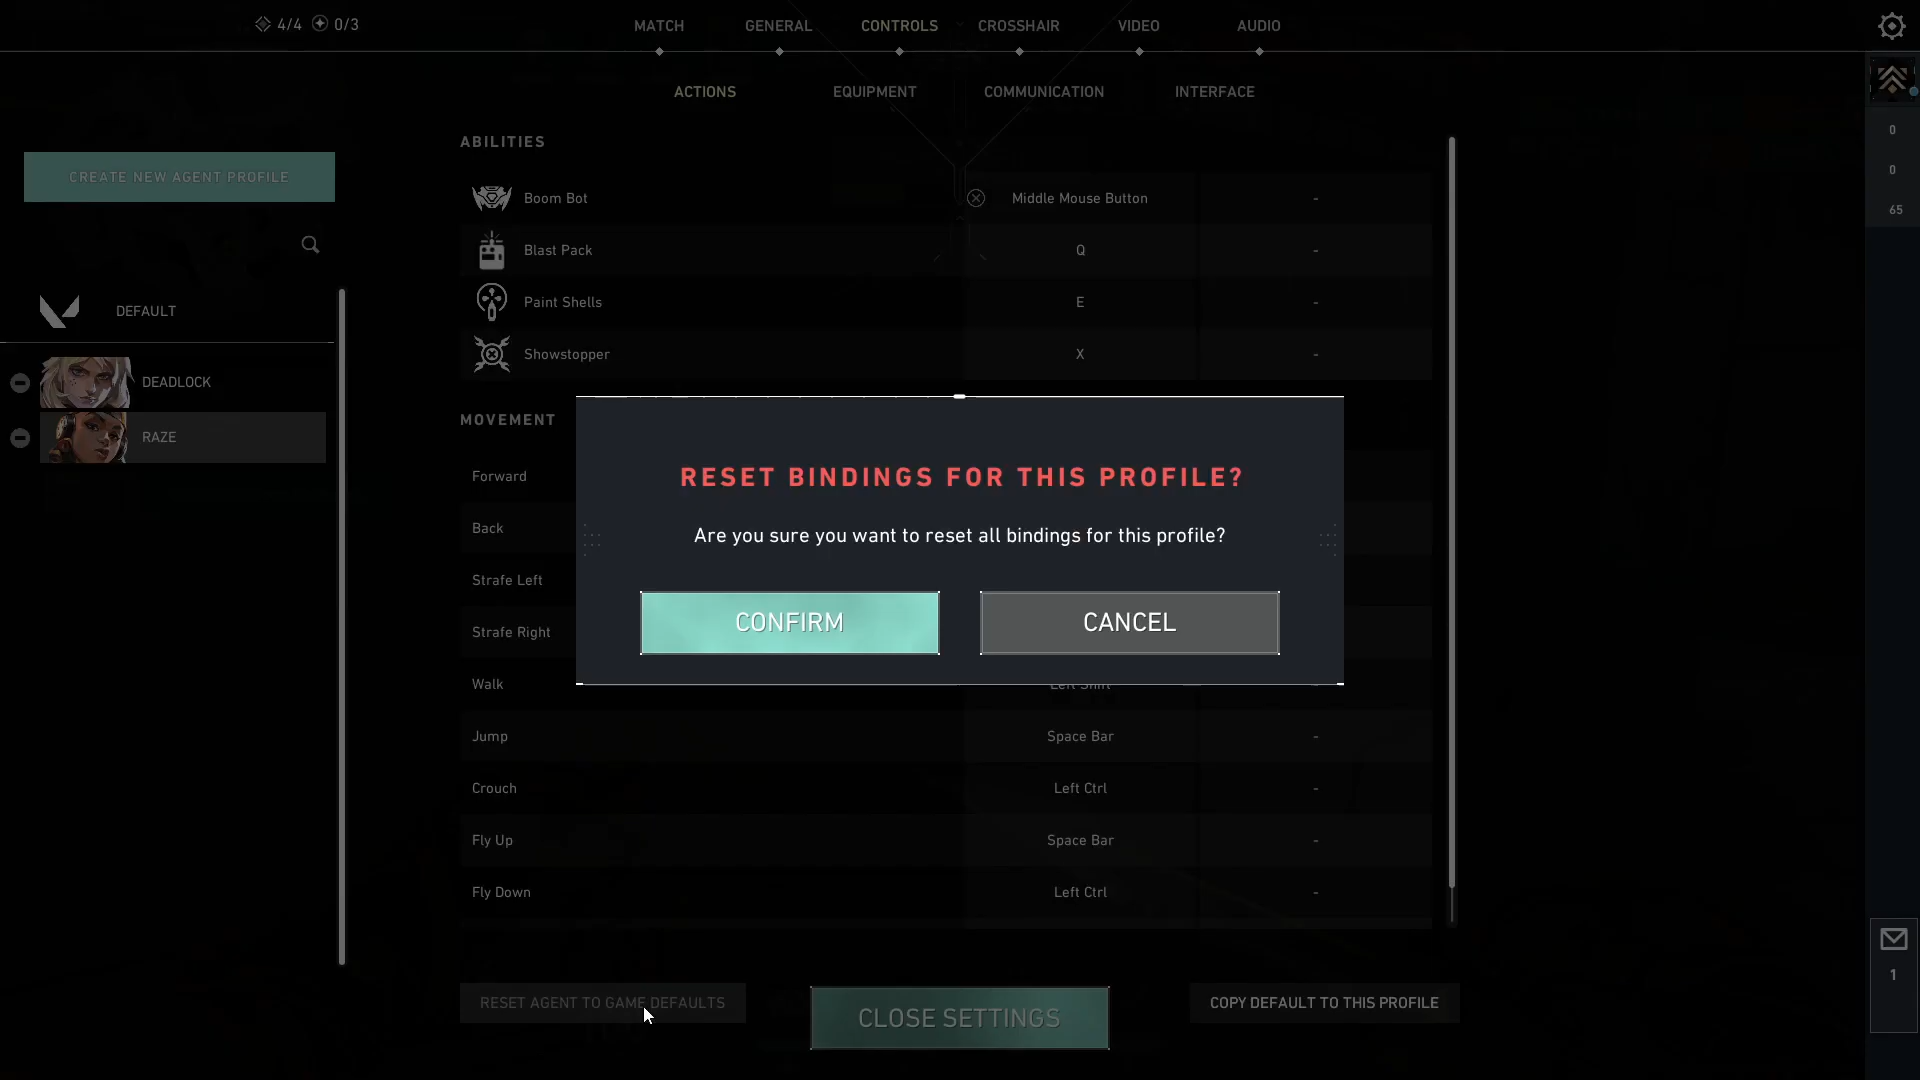 4/4 0/3
MATCH GENERAL CONTROLS CROSSHAIR VIDEO AUDIO
ACTIONS EQUIPMENT COMMUNICATION INTERFACE
CREATE NEW AGENT PROFILE
DEFAULT
DEADLOCK
RAZE
ABILITIES
Boom Bot Middle Mouse Button -
Blast Pack Q -
Paint Shells E -
Showstopper X -
MOVEMENT
Forward
Back
Strafe Left
Strafe Right
Walk Left Shift -
Jump Space Bar -
Crouch Left Ctrl -
Fly Up Space Bar -
Fly Down Left Ctrl -
RESET BINDINGS FOR THIS PROFILE?
Are you sure you want to reset all bindings for this profile?
CONFIRM CANCEL
RESET AGENT TO GAME DEFAULTS CLOSE SETTINGS COPY DEFAULT TO THIS PROFILE
0
0
65
1